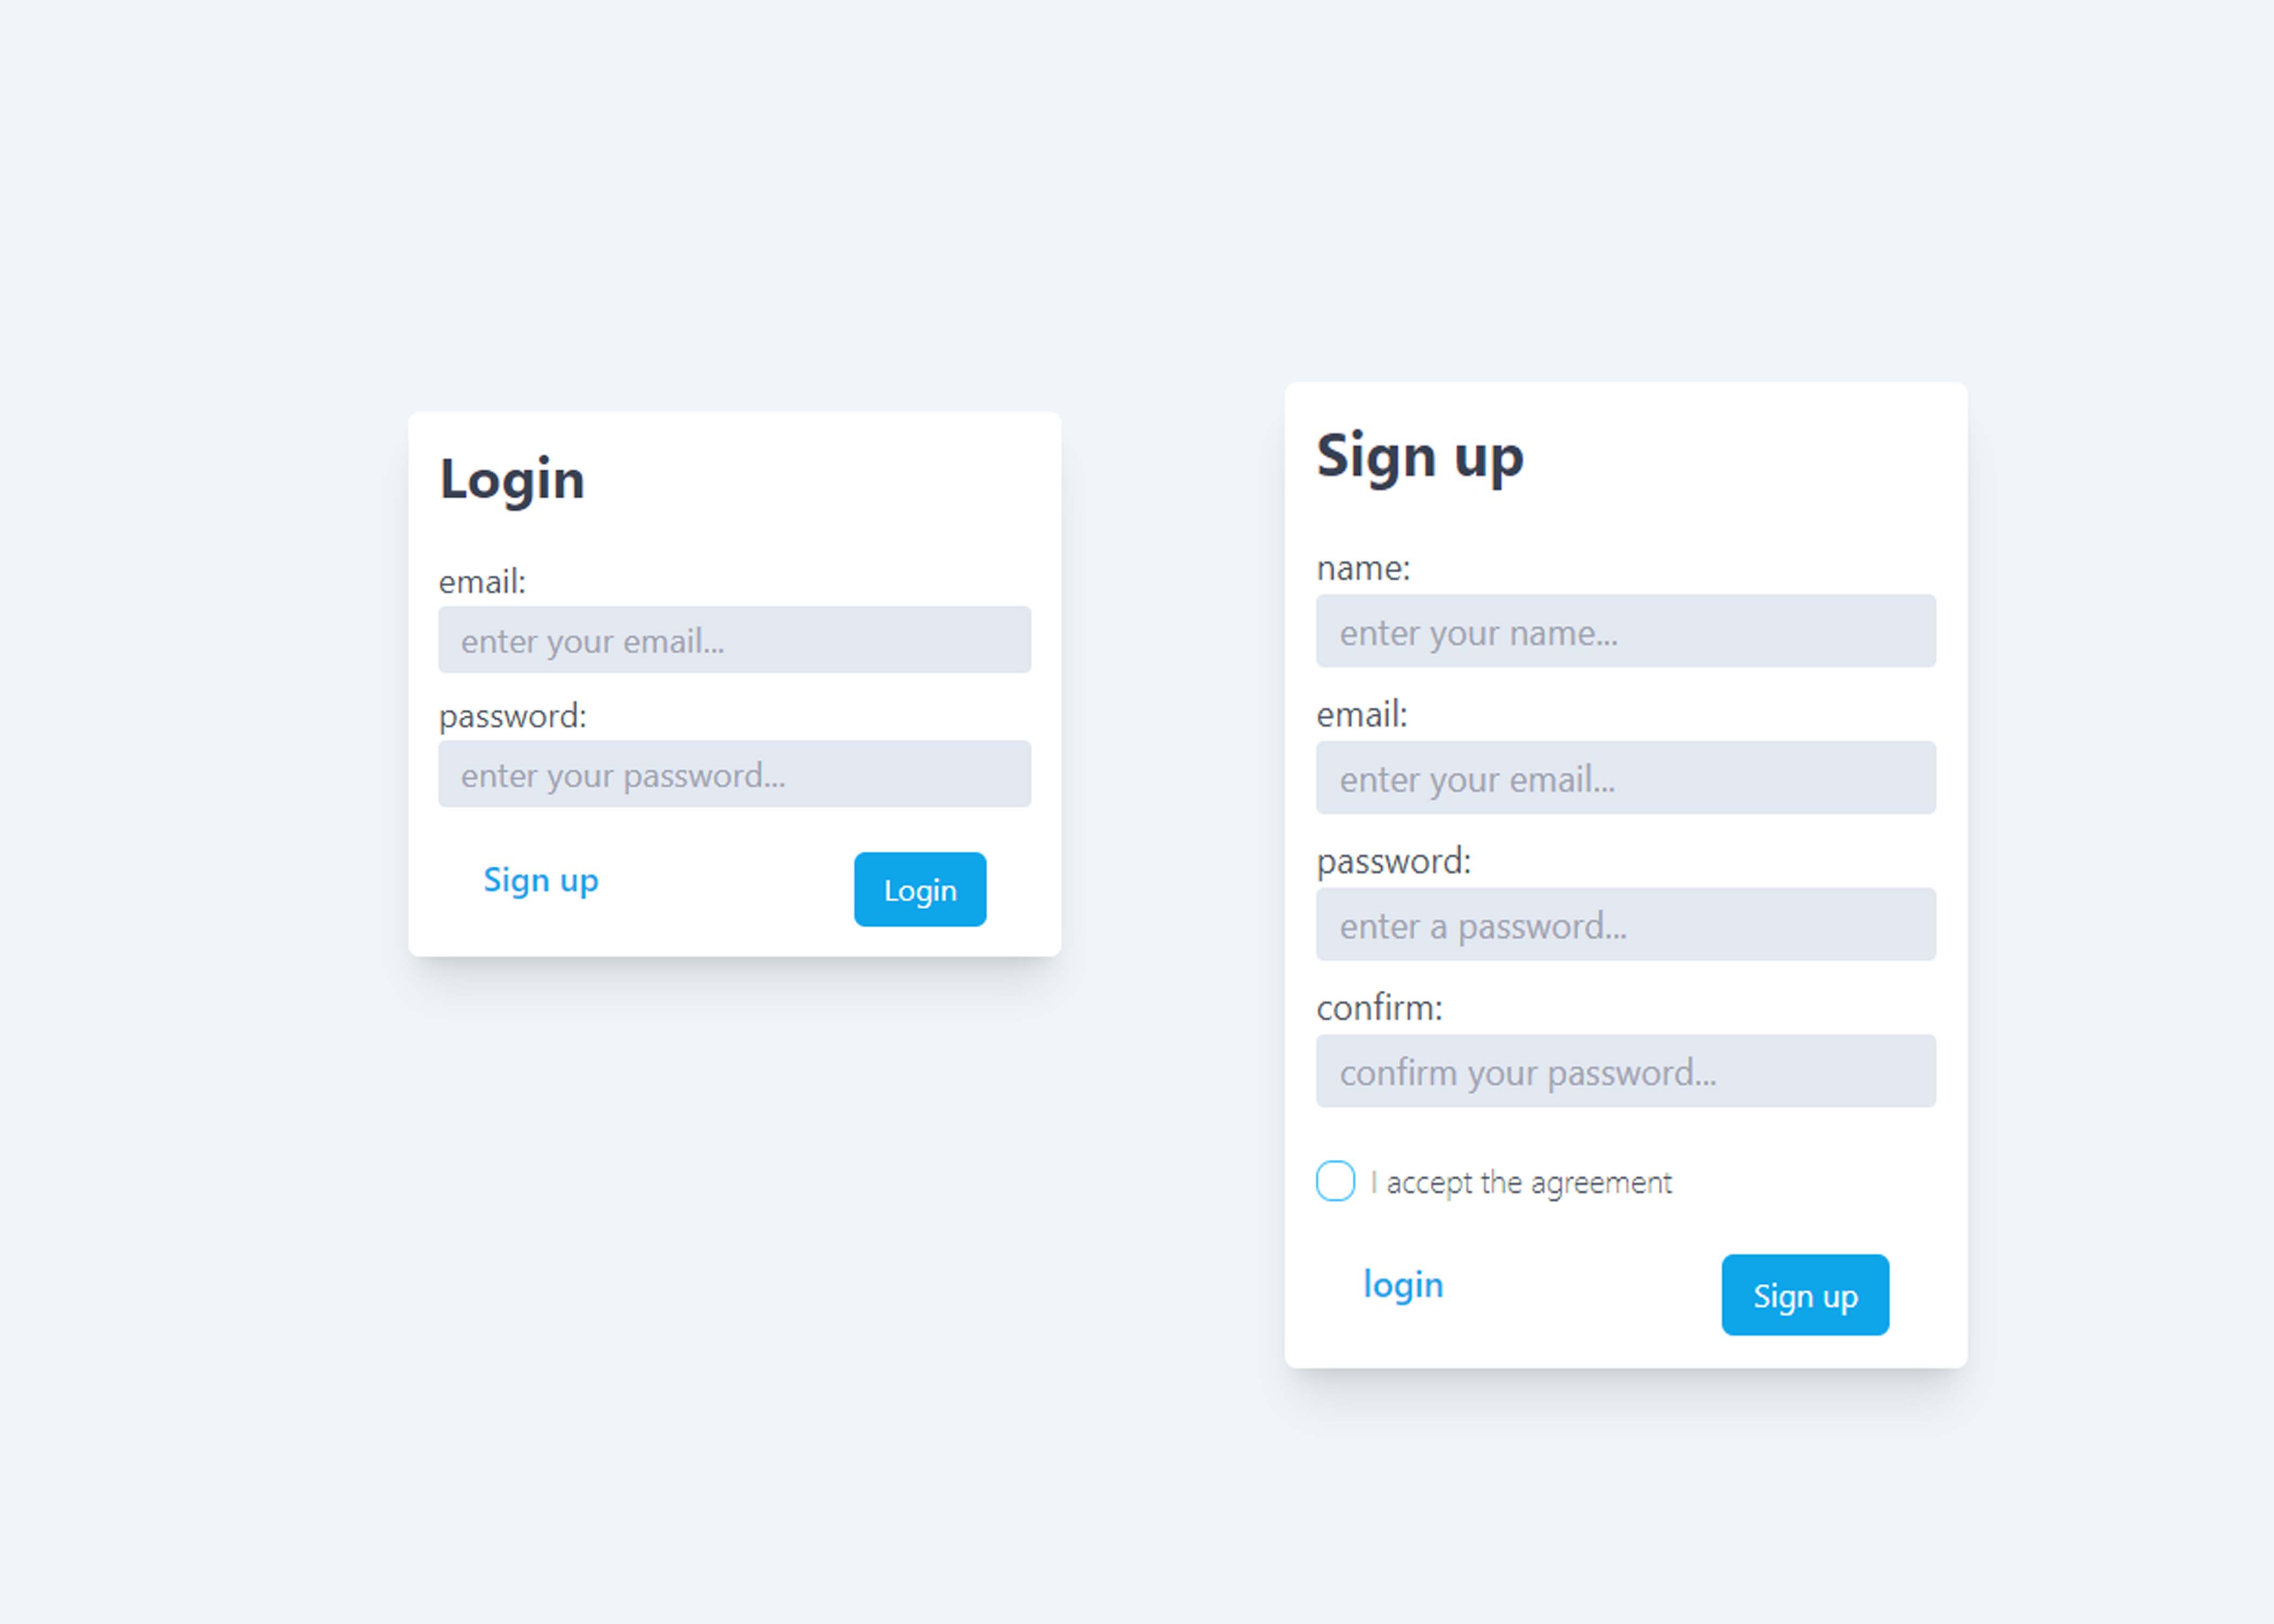 Login
email:
enter your email...
password:
enter your password...
Sign up
Login
Sign up
name:
enter your name...
email:
enter your email...
password:
enter a password...
confirm:
confirm your password...
I accept the agreement
login
Sign up